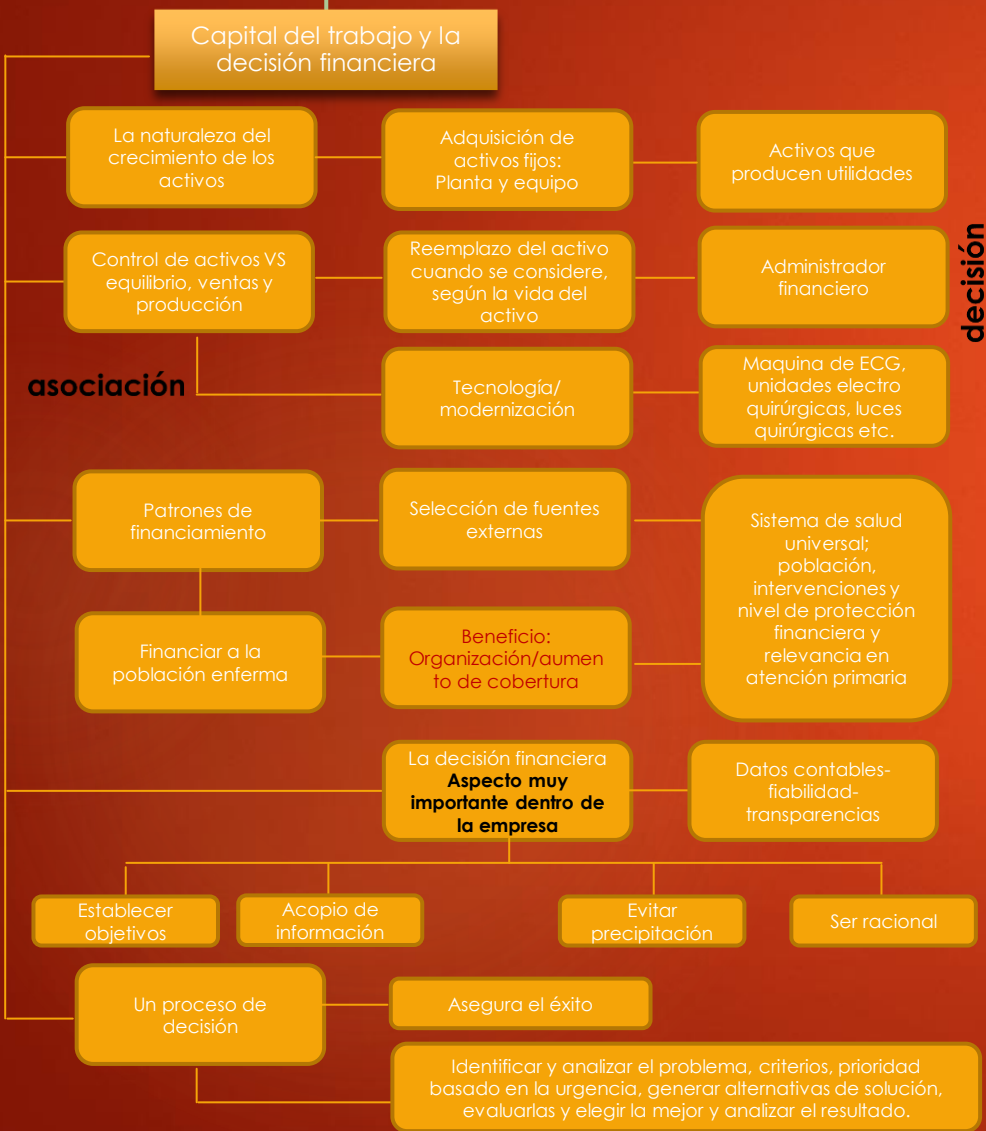 Capital del trabajo y la
decisión financiera
La naturaleza del
crecimiento de los
activos
Adquisición de
activos fijos:
Planta y equipo
Activos que
producen utilidades
Control de activos VS
equilibrio, ventas y
producción
Reemplazo del activo
cuando se considere,
según la vida del
activo
Administrador
financiero
decisión
asociación
Tecnología/
modernización
Maquina de ECG,
unidades electro
quirúrgicas, luces
quirúrgicas etc.
Patrones de
financiamiento
Selección de fuentes
externas
Sistema de salud
universal;
población,
intervenciones y
nivel de protección
financiera y
relevancia en
atención primaria
Financiar a la
población enferma
Beneficio:
Organización/aumen
to de cobertura
La decisión financiera
Aspecto muy
importante dentro de
la empresa
Datos contables-
fiabilidad-
transparencias
Establecer
objetivos
Acopio de
información
Evitar
precipitación
Ser racional
Un proceso de
decisión
Asegura el éxito
Identificar y analizar el problema, criterios, prioridad
basado en la urgencia, generar alternativas de solución,
evaluarlas y elegir la mejor y analizar el resultado.